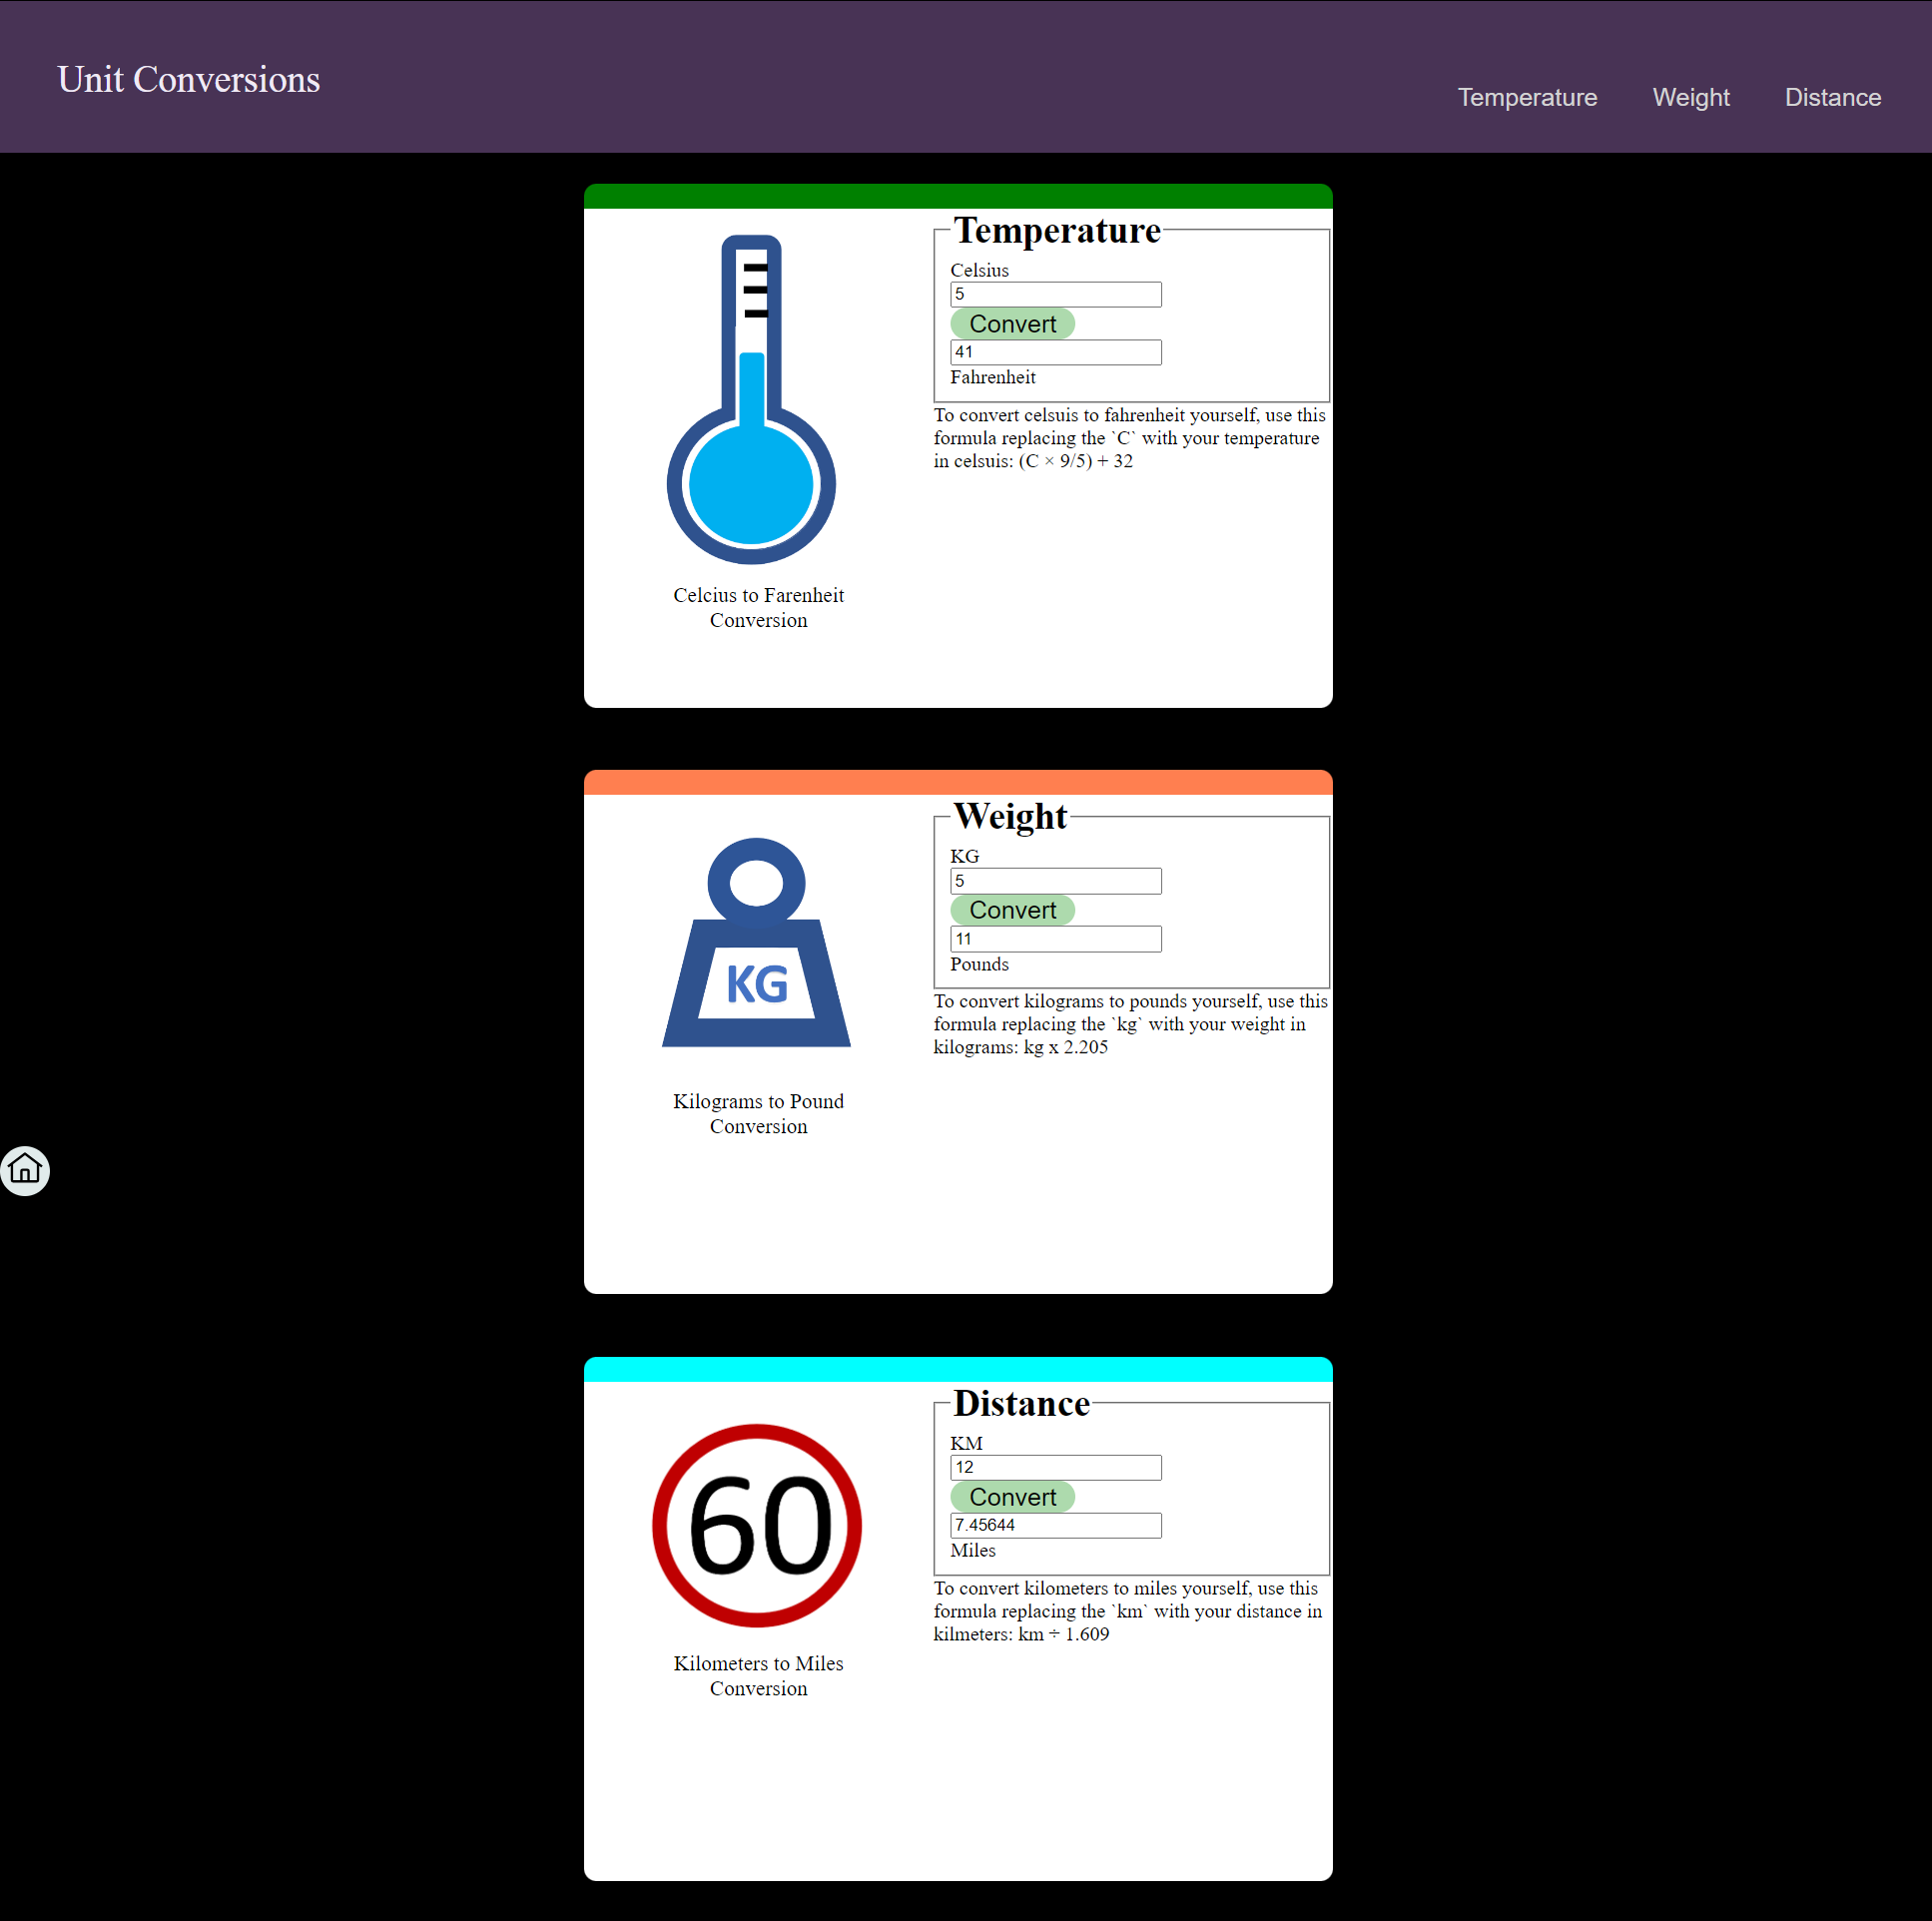 Unit Conversions
Temperature Weight Distance
Temperature
Celsius
5
Convert
41
Fahrenheit
To convert celsuis to fahrenheit yourself, use this
formula replacing the `C` with your temperature
in celsuis: (C × 9/5) + 32
Celcius to Farenheit
Conversion
Weight
KG
5
Convert
11
Pounds
To convert kilograms to pounds yourself, use this
formula replacing the `kg` with your weight in
kilograms: kg x 2.205
KG
Kilograms to Pound
Conversion
Distance
KM
12
Convert
7.45644
Miles
To convert kilometers to miles yourself, use this
formula replacing the `km` with your distance in
kilmeters: km ÷ 1.609
60
Kilometers to Miles
Conversion